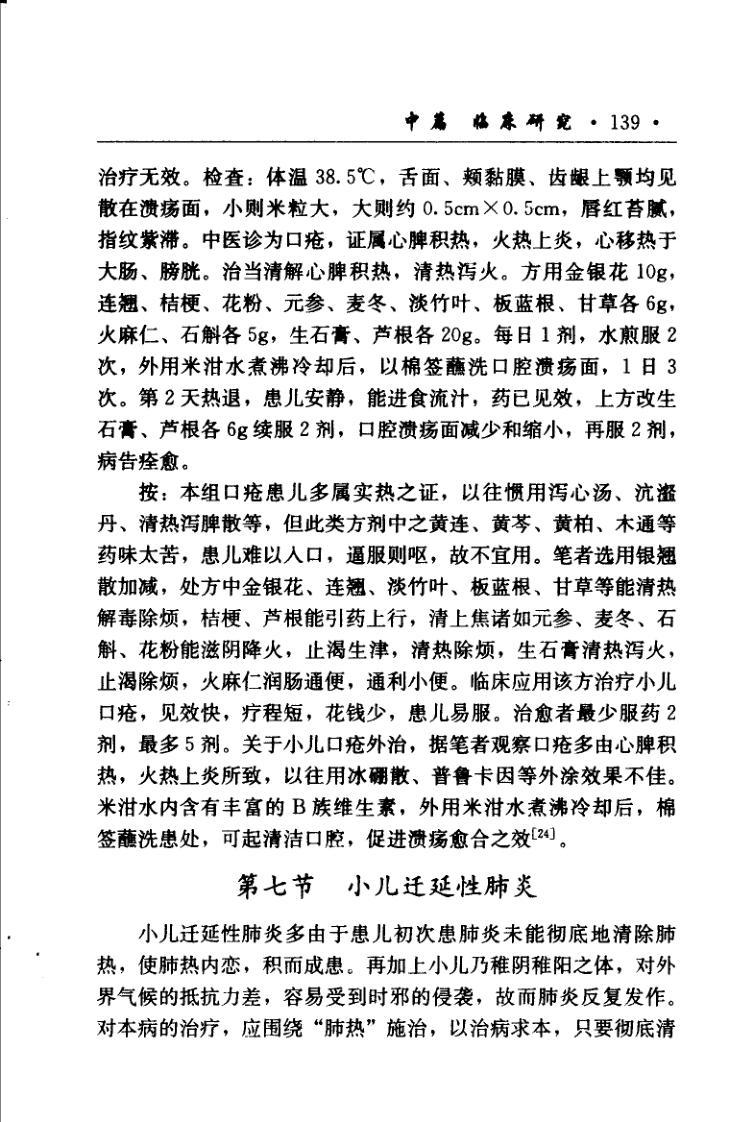 中篇 临床研究 · 139 ·
治疗无效。检查：体温 38.5℃，舌面、颊黏膜、齿龈上颚均见
散在溃疡面，小则米粒大，大则约 0.5cm×0.5cm，唇红苔腻，
指纹紫滞。中医诊为口疮，证属心脾积热，火热上炎，心移热于
大肠、膀胱。治当清解心脾积热，清热泻火。方用金银花 10g，
连翘、桔梗、花粉、元参、麦冬、淡竹叶、板蓝根、甘草各 6g，
火麻仁、石斛各 5g，生石膏、芦根各 20g。每日 1 剂，水煎服 2
次，外用米泔水煮沸冷却后，以棉签蘸洗口腔溃疡面，1 日 3
次。第 2 天热退，患儿安静，能进食流汁，药已见效，上方改生
石膏、芦根各 6g 续服 2 剂，口腔溃疡面减少和缩小，再服 2 剂，
病告痊愈。
按：本组口疮患儿多属实热之证，以往惯用泻心汤、沆瀣
丹、清热泻脾散等，但此类方剂中之黄连、黄芩、黄柏、木通等
药味太苦，患儿难以入口，逼服则呕，故不宜用。笔者选用银翘
散加减，处方中金银花、连翘、淡竹叶、板蓝根、甘草等能清热
解毒除烦，桔梗、芦根能引药上行，清上焦诸如元参、麦冬、石
斛、花粉能滋阴降火，止渴生津，清热除烦，生石膏清热泻火，
止渴除烦，火麻仁润肠通便，通利小便。临床应用该方治疗小儿
口疮，见效快，疗程短，花钱少，患儿易服。治愈者最少服药 2
剂，最多 5 剂。关于小儿口疮外治，据笔者观察口疮多由心脾积
热，火热上炎所致，以往用冰硼散、普鲁卡因等外涂效果不佳。
米泔水内含有丰富的 B 族维生素，外用米泔水煮沸冷却后，棉
签蘸洗患处，可起清洁口腔，促进溃疡愈合之效[24]。
第七节 小儿迁延性肺炎
小儿迁延性肺炎多由于患儿初次患肺炎未能彻底地清除肺
热，使肺热内恋，积而成患。再加上小儿乃稚阴稚阳之体，对外
界气候的抵抗力差，容易受到时邪的侵袭，故而肺炎反复发作。
对本病的治疗，应围绕“肺热”施治，以治病求本，只要彻底清